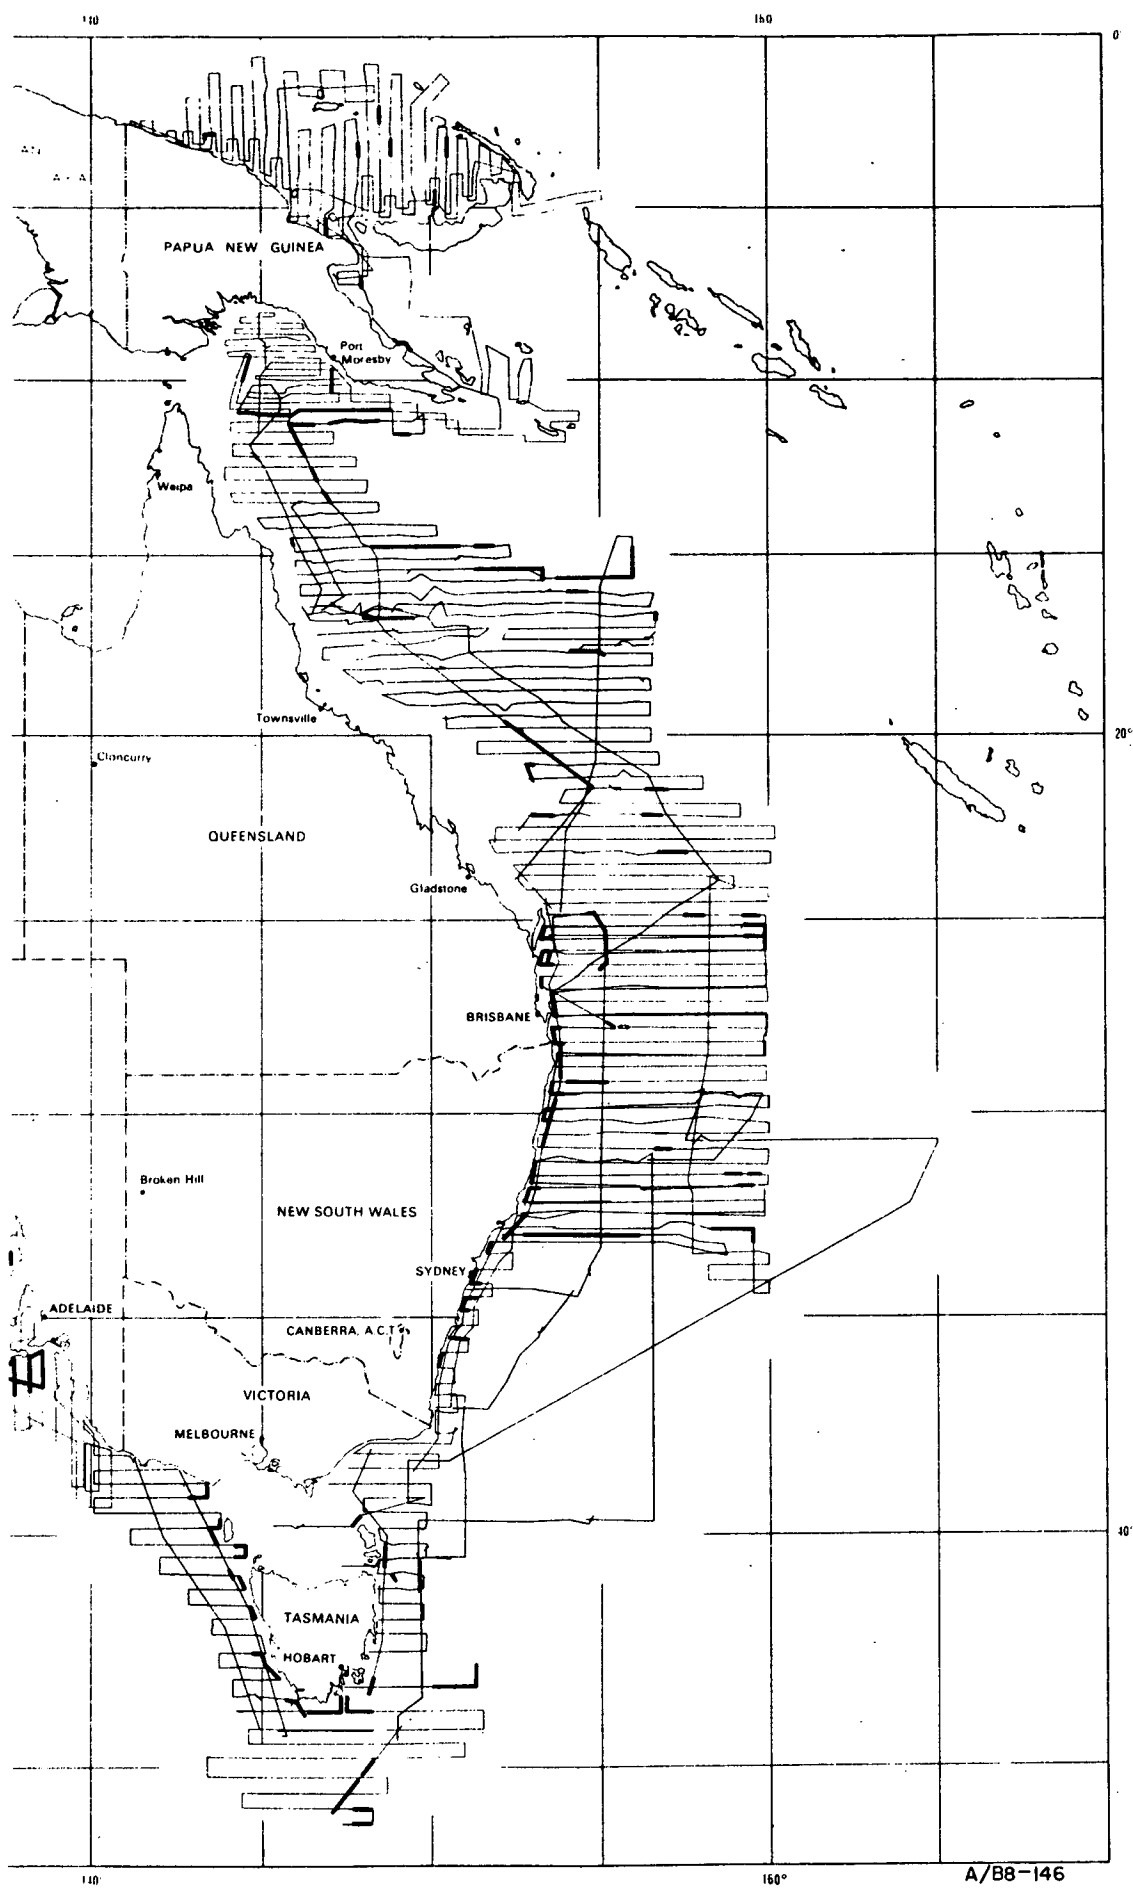 140
160
0°
PAPUA NEW GUINEA
Port
Moresby
Weipa
Townsville
20°
Cloncurry
QUEENSLAND
Gladstone
BRISBANE
Broken Hill
NEW SOUTH WALES
SYDNEY
ADELAIDE
CANBERRA, A.C.T.
VICTORIA
MELBOURNE
40°
TASMANIA
HOBART
140°
160°
A/B8-146